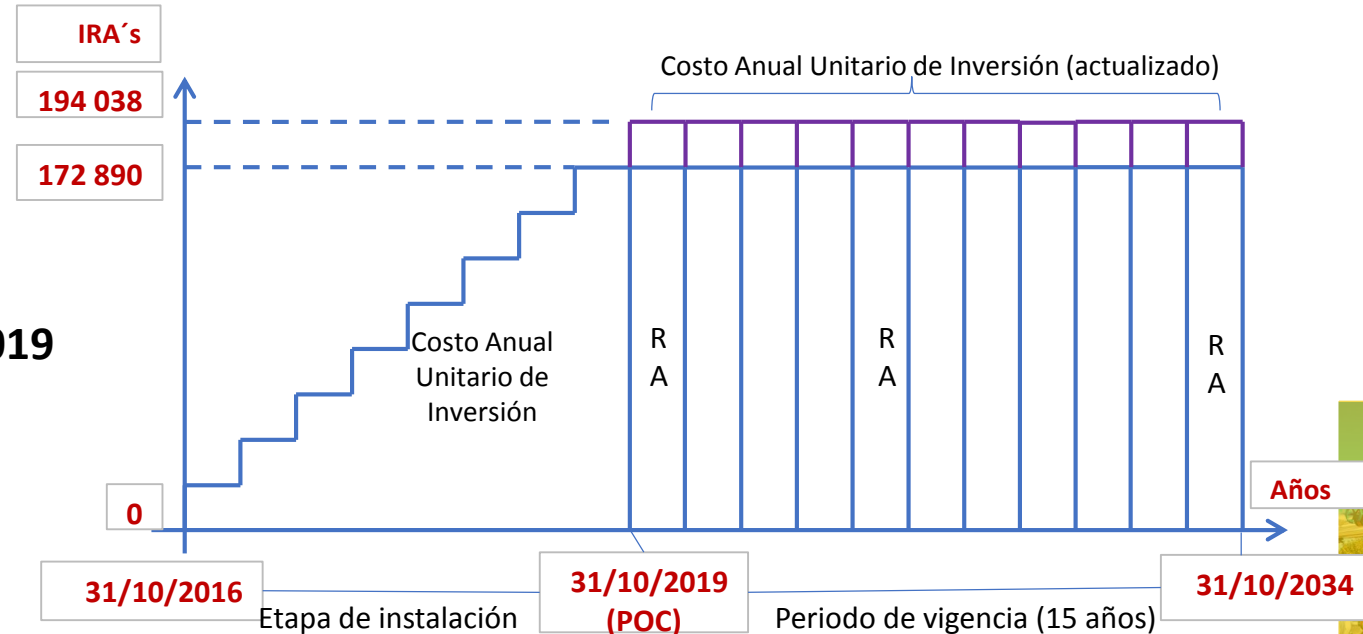 IRA´s
Costo Anual Unitario de Inversión (actualizado)
194 038
172 890
019
Costo Anual
Unitario de
Inversión
R
A
R
A
R
A
0
Años
31/10/2016
Etapa de instalación
31/10/2019
(POC)
Periodo de vigencia (15 años)
31/10/2034